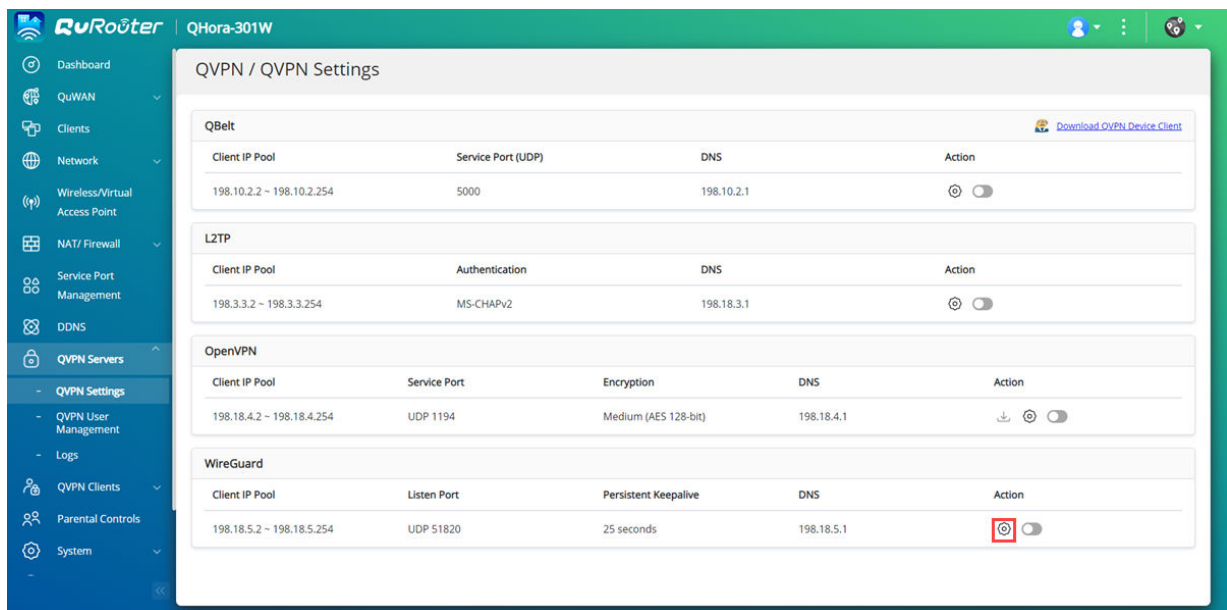 QuRoûter QHora-301W
Dashboard
QuWAN
Clients
Network
Wireless/Virtual
Access Point
NAT/ Firewall
Service Port
Management
DDNS
QVPN Servers
- QVPN Settings
- QVPN User
Management
- Logs
QVPN Clients
Parental Controls
System
QVPN / QVPN Settings
QBelt Download QVPN Device Client
Client IP Pool Service Port (UDP) DNS Action
198.10.2.2 ~ 198.10.2.254 5000 198.10.2.1
L2TP
Client IP Pool Authentication DNS Action
198.3.3.2 ~ 198.3.3.254 MS-CHAPv2 198.18.3.1
OpenVPN
Client IP Pool Service Port Encryption DNS Action
198.18.4.2 ~ 198.18.4.254 UDP 1194 Medium (AES 128-bit) 198.18.4.1
WireGuard
Client IP Pool Listen Port Persistent Keepalive DNS Action
198.18.5.2 ~ 198.18.5.254 UDP 51820 25 seconds 198.18.5.1